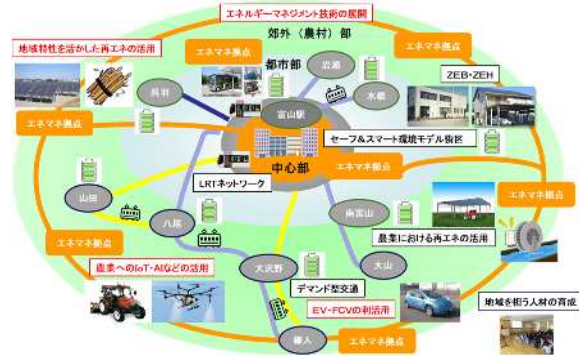 エネルギーマネジメント技術の展開
郊外(農村)部
エネマネ拠点
エネマネ拠点
地域特性を活かした再エネの活用
都市部
岩瀬
ZEB・ZEH
呉羽
水橋
富山駅
エネマネ拠点
セーフ&スマート環境モデル街区
中心部
エネマネ拠点
LRTネットワーク
山田
八尾
南富山
エネマネ拠点
農業における再エネの活用
エネマネ拠点
大沢野
大山
農業へのIoT・AIなどの活用
デマンド型交通
EV・FCVの利活用
地域を担う人材の育成
エネマネ拠点
細入
エネマネ拠点